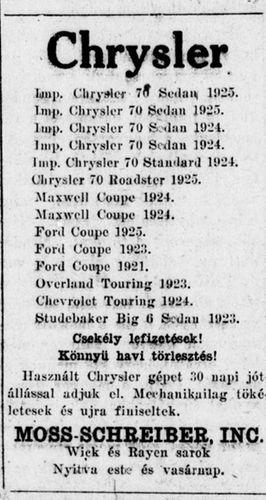 Chrysler
Imp. Chrysler 70 Sedan 1925.
Imp. Chrysler 70 Sedan 1925.
Imp. Chrysler 70 Sedan 1924.
Imp. Chrysler 70 Sedan 1924.
Imp. Chrysler 70 Standard 1924.
Chrysler 70 Roadster 1925.
Maxwell Coupe 1924.
Maxwell Coupe 1924.
Ford Coupe 1925.
Ford Coupe 1923.
Ford Coupe 1921.
Overland Touring 1923.
Chevrolet Touring 1924.
Studebaker Big 6 Sedan 1923.
Csekély lefizetések!
Könnyü havi törlesztés!
Használt Chrysler gépet 30 napi jót
állással adjuk el. Mechanikailag töké
letesek és ujra finiseltek.
MOSS-SCHREIBER, INC.
Wick és Rayen sarok
Nyitva este és vasárnap.